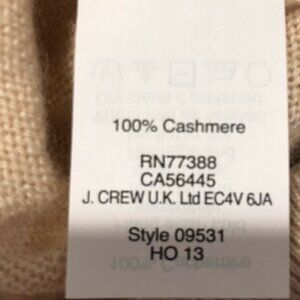 100% Cashmere
RN77388
CA56445
J. CREW U.K. Ltd EC4V 6JA
Style 09531
HO 13